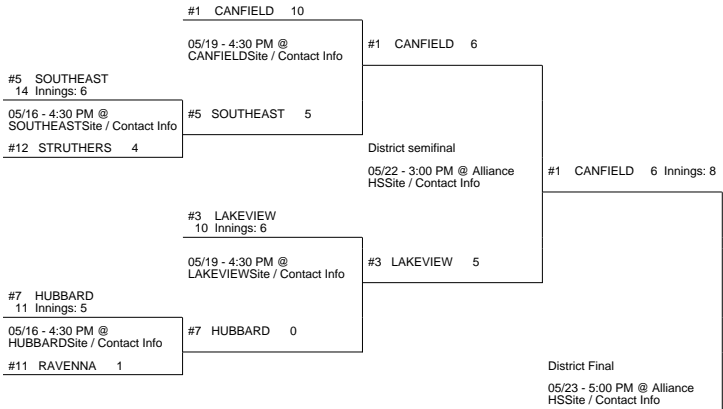 #1 CANFIELD 10
05/19 - 4:30 PM @
CANFIELDSite / Contact Info
#1 CANFIELD 6
#5 SOUTHEAST
14 Innings: 6
05/16 - 4:30 PM @
SOUTHEASTSite / Contact Info
#5 SOUTHEAST 5
#12 STRUTHERS 4
District semifinal
05/22 - 3:00 PM @ Alliance
HSSite / Contact Info
#1 CANFIELD 6 Innings: 8
#3 LAKEVIEW
10 Innings: 6
05/19 - 4:30 PM @
LAKEVIEWSite / Contact Info
#3 LAKEVIEW 5
#7 HUBBARD
11 Innings: 5
05/16 - 4:30 PM @
HUBBARDSite / Contact Info
#7 HUBBARD 0
#11 RAVENNA 1
District Final
05/23 - 5:00 PM @ Alliance
HSSite / Contact Info